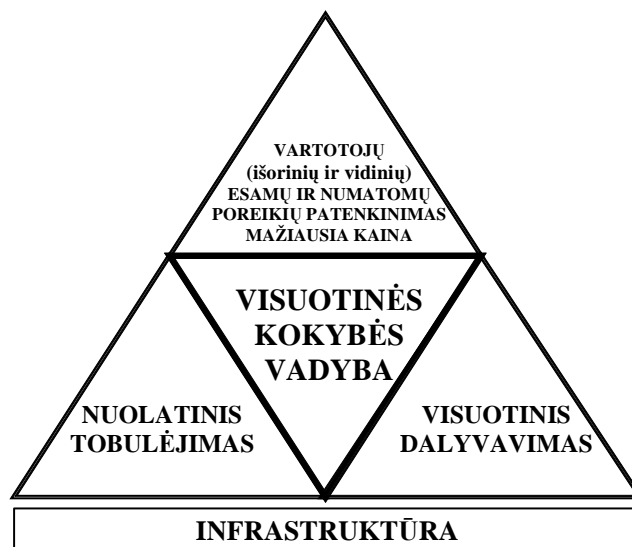 VARTOTOJŲ
(išorinių ir vidinių)
ESAMŲ IR NUMATOMŲ
POREIKIŲ PATENKINIMAS
MAŽIAUSIA KAINA
VISUOTINĖS
KOKYBĖS
VADYBA
NUOLATINIS
TOBULĖJIMAS
VISUOTINIS
DALYVAVIMAS
INFRASTRUKTŪRA